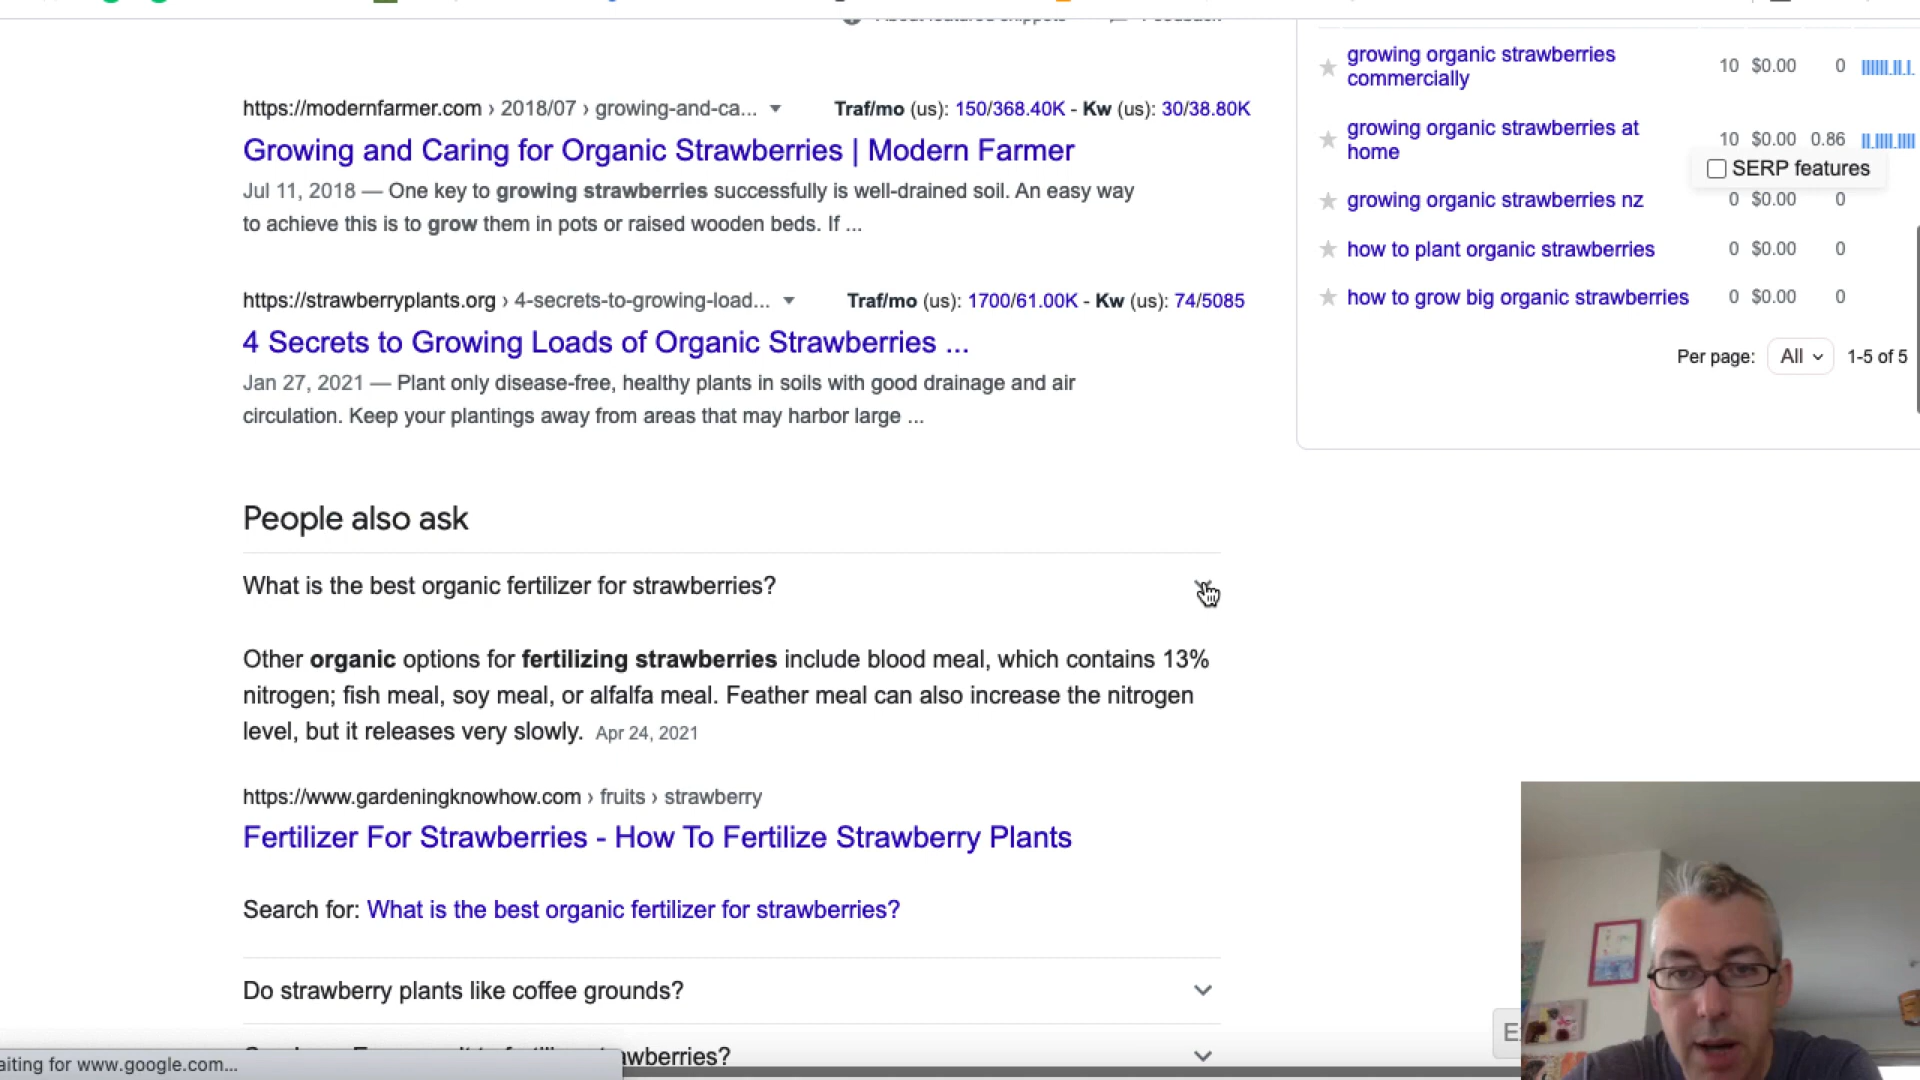 About featured snippets Feedback
https://modernfarmer.com › 2018/07 › growing-and-ca... Traf/mo (us): 150/368.40K - Kw (us): 30/38.80K
Growing and Caring for Organic Strawberries | Modern Farmer
Jul 11, 2018 — One key to growing strawberries successfully is well-drained soil. An easy way
to achieve this is to grow them in pots or raised wooden beds. If ...
https://strawberryplants.org › 4-secrets-to-growing-load... Traf/mo (us): 1700/61.00K - Kw (us): 74/5085
4 Secrets to Growing Loads of Organic Strawberries ...
Jan 27, 2021 — Plant only disease-free, healthy plants in soils with good drainage and air
circulation. Keep your plantings away from areas that may harbor large ...
People also ask
What is the best organic fertilizer for strawberries?
Other organic options for fertilizing strawberries include blood meal, which contains 13%
nitrogen; fish meal, soy meal, or alfalfa meal. Feather meal can also increase the nitrogen
level, but it releases very slowly. Apr 24, 2021
https://www.gardeningknowhow.com › fruits › strawberry
Fertilizer For Strawberries - How To Fertilize Strawberry Plants
Search for: What is the best organic fertilizer for strawberries?
Do strawberry plants like coffee grounds?
awberries?
aiting for www.google.com...
growing organic strawberries
commercially 10 $0.00 0
growing organic strawberries at
home 10 $0.00 0.86
SERP features
growing organic strawberries nz 0 $0.00 0
how to plant organic strawberries 0 $0.00 0
how to grow big organic strawberries 0 $0.00 0
Per page: All 1-5 of 5